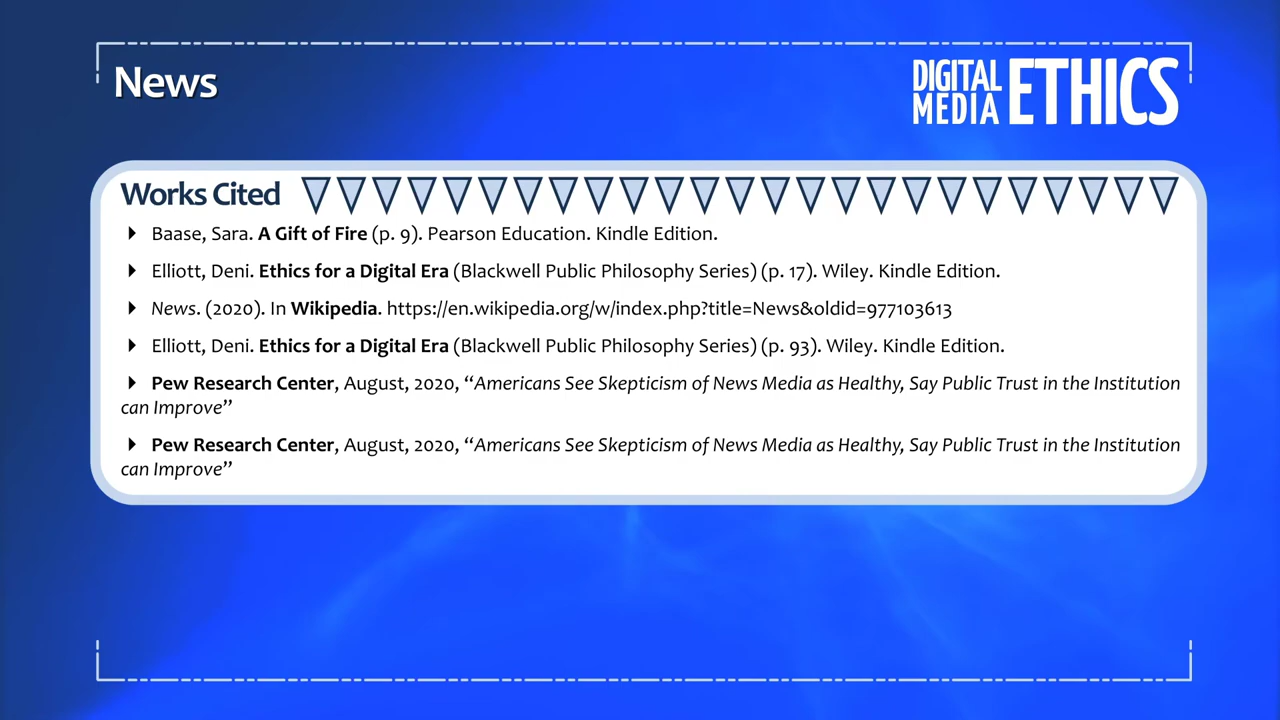 News
DIGITAL
MEDIA
ETHICS
Works Cited
Baase, Sara. A Gift of Fire (p. 9). Pearson Education. Kindle Edition.
Elliott, Deni. Ethics for a Digital Era (Blackwell Public Philosophy Series) (p. 17). Wiley. Kindle Edition.
News. (2020). In Wikipedia. https://en.wikipedia.org/w/index.php?title=News&oldid=977103613
Elliott, Deni. Ethics for a Digital Era (Blackwell Public Philosophy Series) (p. 93). Wiley. Kindle Edition.
Pew Research Center, August, 2020, “Americans See Skepticism of News Media as Healthy, Say Public Trust in the Institution
can Improve”
Pew Research Center, August, 2020, “Americans See Skepticism of News Media as Healthy, Say Public Trust in the Institution
can Improve”